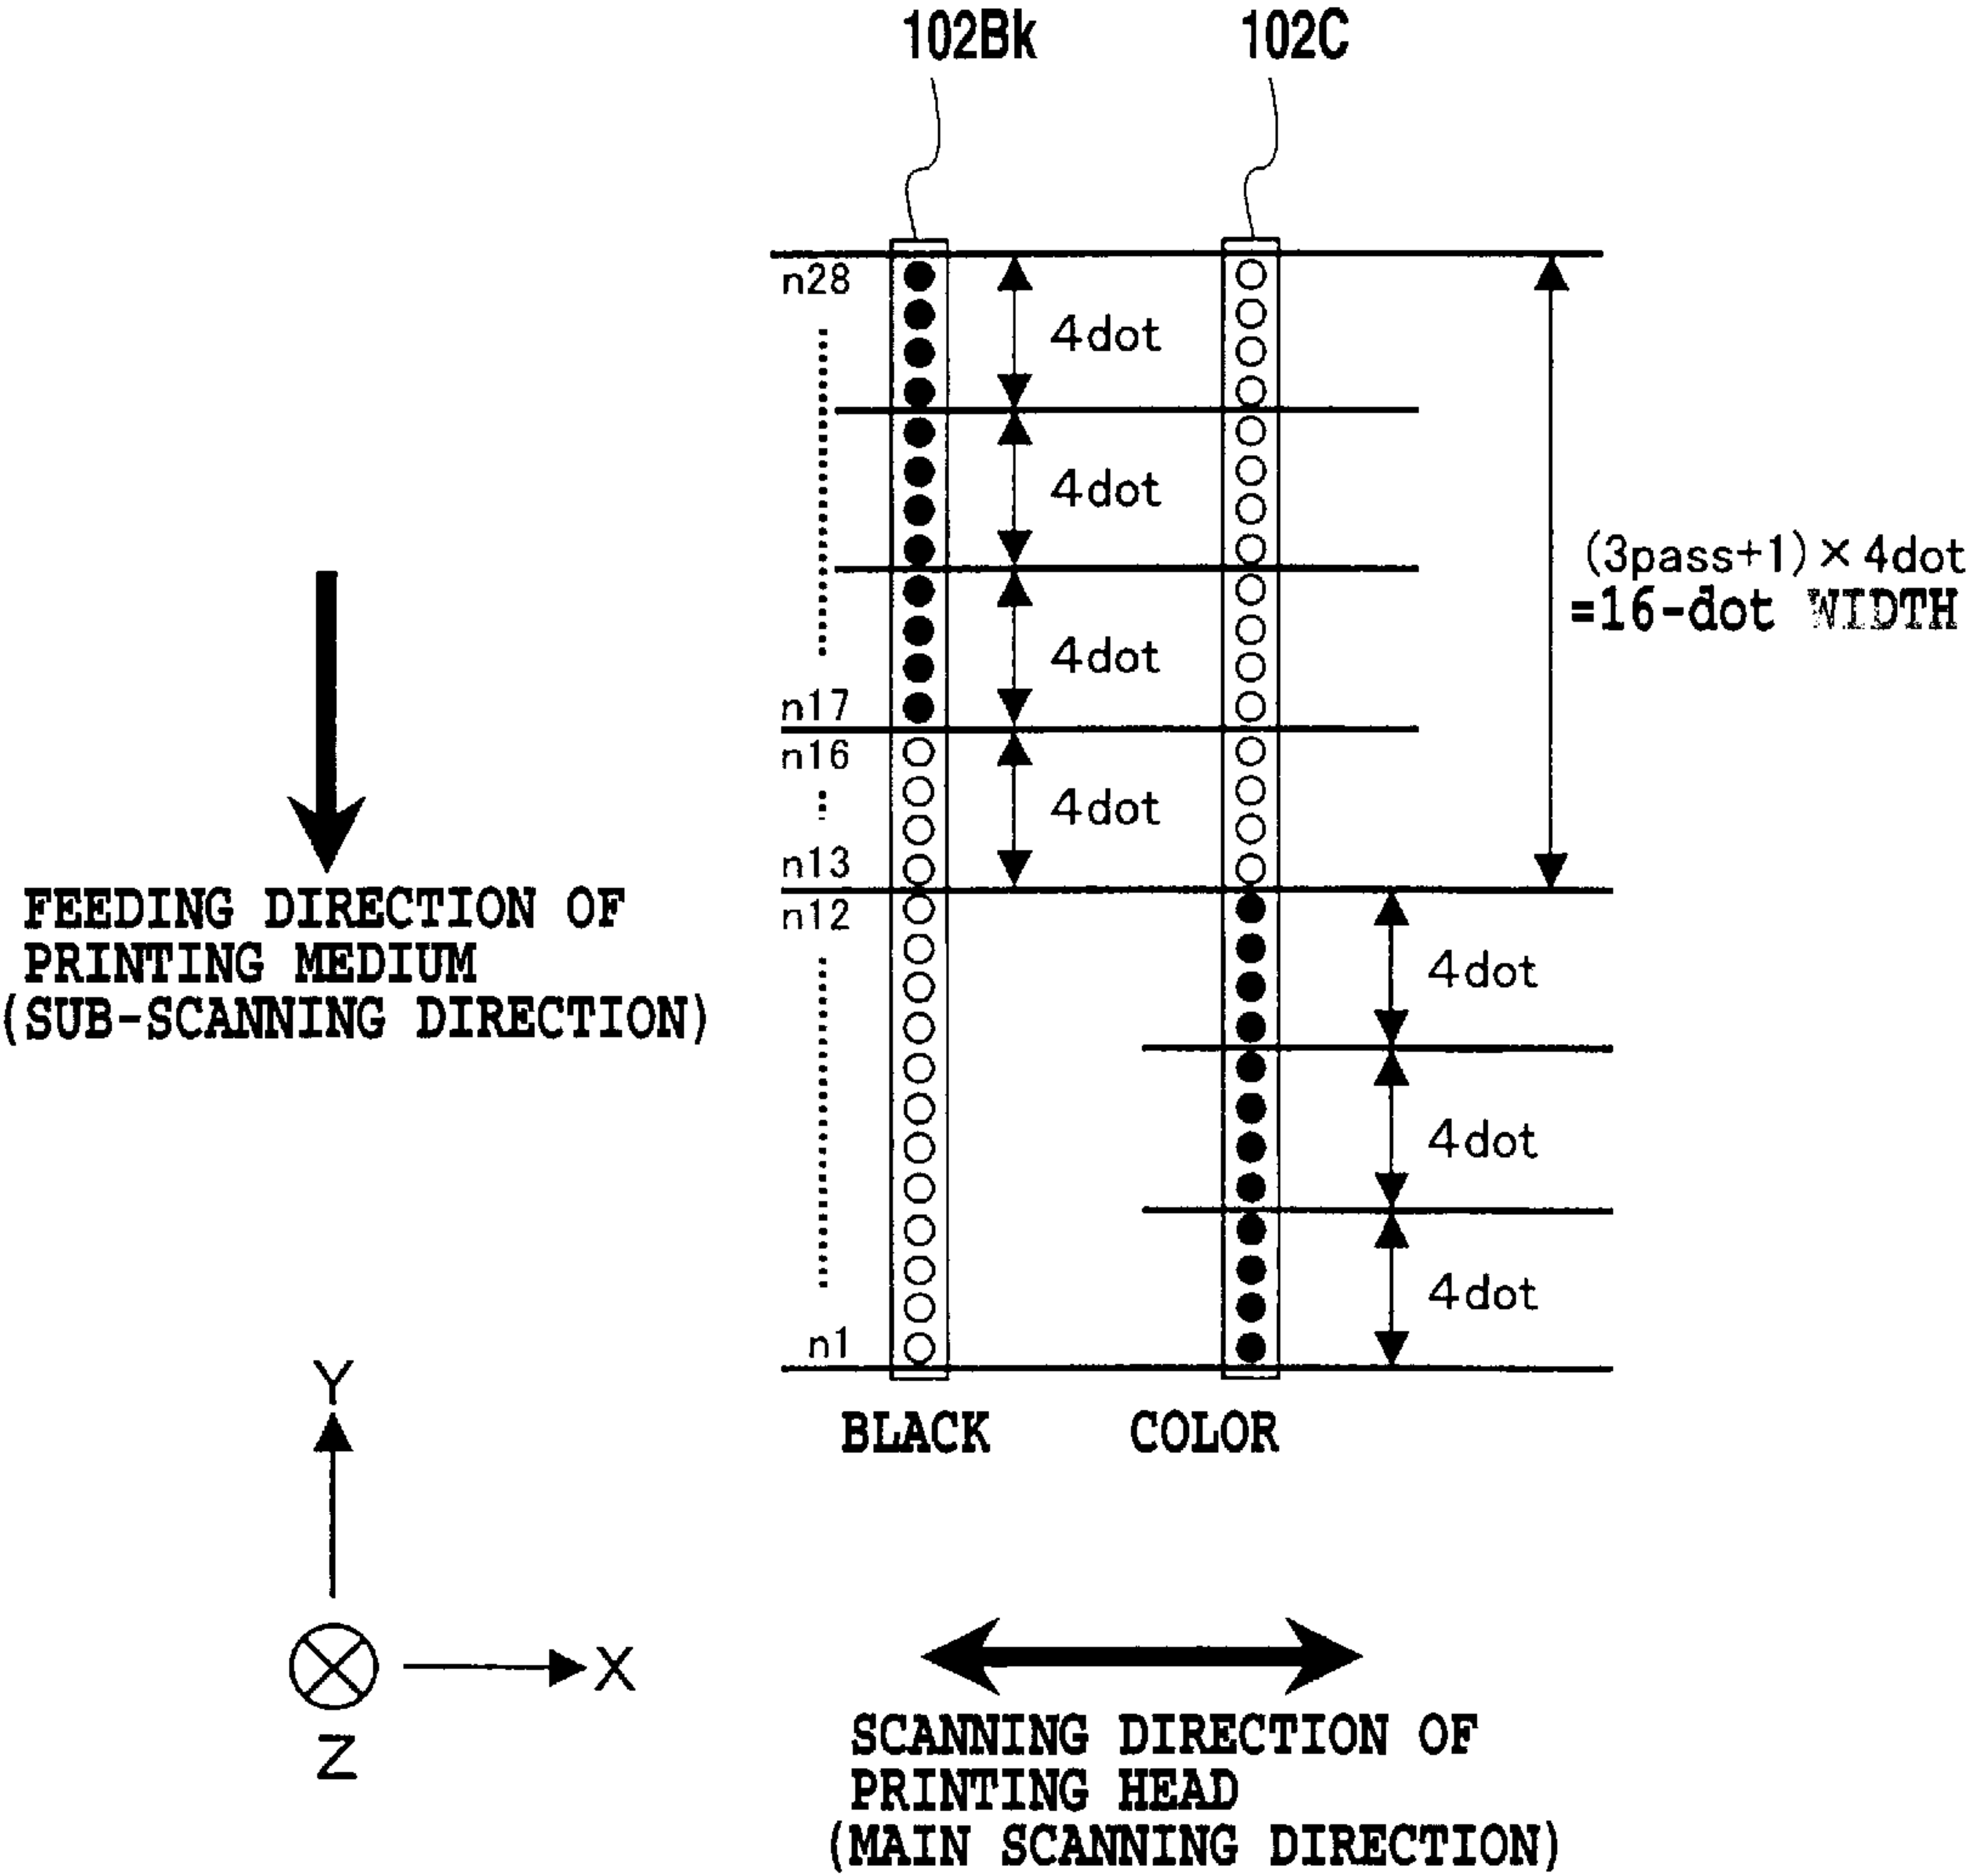 102Bk
102C
n28
4dot
4dot
(3pass+1)×4dot
=16-dot WIDTH
4dot
n17
n16
4dot
n13
n12
FEEDING DIRECTION OF
PRINTING MEDIUM
(SUB-SCANNING DIRECTION)
4dot
4dot
4dot
n1
BLACK
COLOR
Y
X
Z
SCANNING DIRECTION OF
PRINTING HEAD
(MAIN SCANNING DIRECTION)